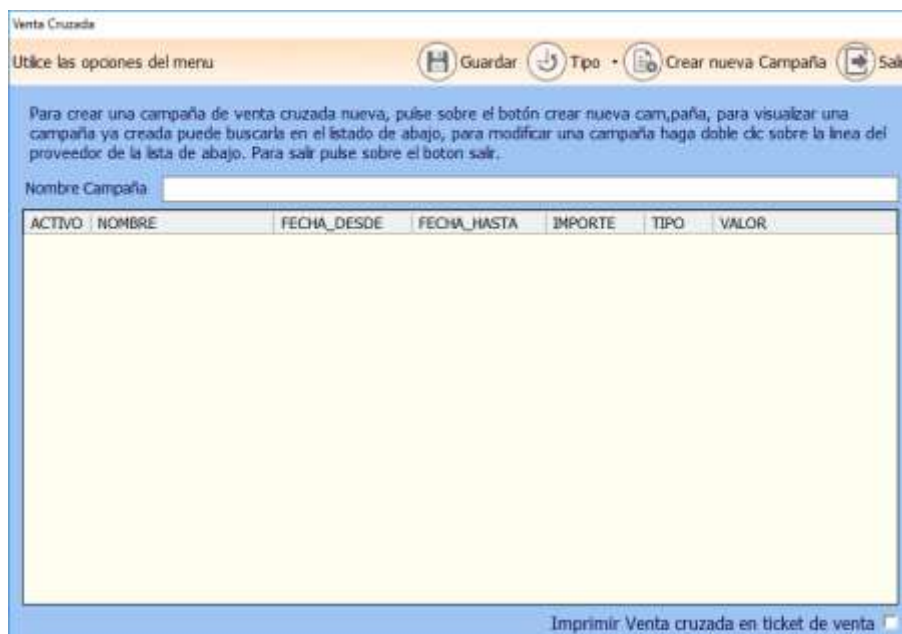 Venta Cruzada
Utilice las opciones del menu
Guardar
Tipo
Crear nueva Campaña
Sali
Para crear una campaña de venta cruzada nueva, pulse sobre el botón crear nueva cam,paña, para visualizar una
campaña ya creada puede buscarla en el listado de abajo, para modificar una campaña haga doble clic sobre la linea del
proveedor de la lista de abajo. Para salir pulse sobre el boton salir.
Nombre Campaña
ACTIVO NOMBRE FECHA_DESDE FECHA_HASTA IMPORTE TIPO VALOR
Imprimir Venta cruzada en ticket de venta